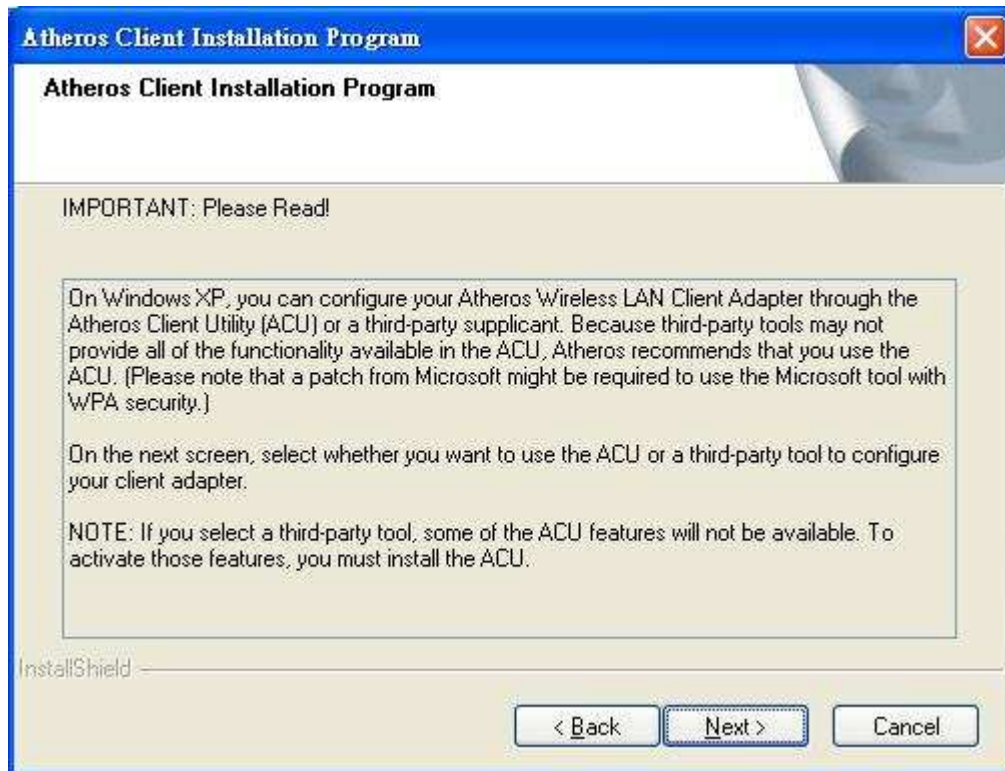 Atheros Client Installation Program
Atheros Client Installation Program
IMPORTANT: Please Read!
On Windows XP, you can configure your Atheros Wireless LAN Client Adapter through the
Atheros Client Utility (ACU) or a third-party supplicant. Because third-party tools may not
provide all of the functionality available in the ACU, Atheros recommends that you use the
ACU. (Please note that a patch from Microsoft might be required to use the Microsoft tool with
WPA security.)
On the next screen, select whether you want to use the ACU or a third-party tool to configure
your client adapter.
NOTE: If you select a third-party tool, some of the ACU features will not be available. To
activate those features, you must install the ACU.
InstallShield
< Back
Next >
Cancel